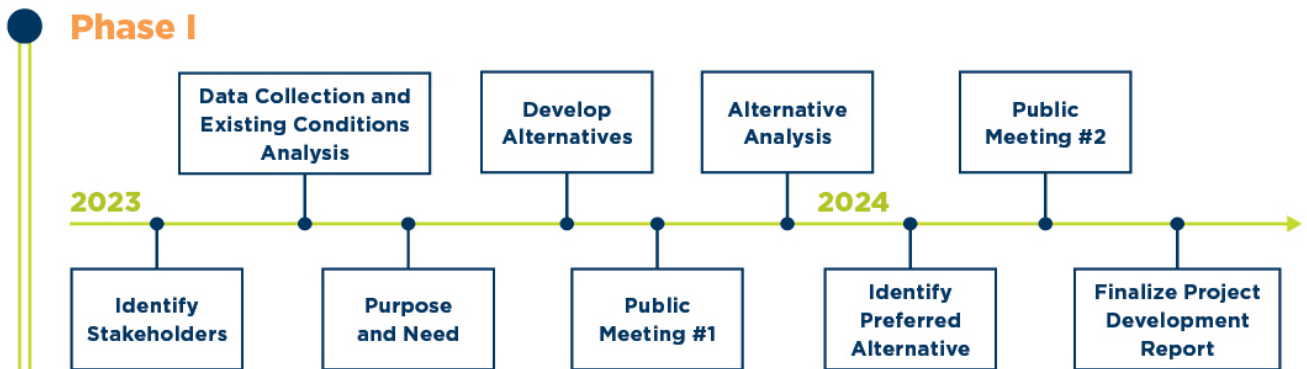 Phase I
Data Collection and
Existing Conditions
Analysis
Develop
Alternatives
Alternative
Analysis
Public
Meeting #2
2023
2024
Identify
Stakeholders
Purpose
and Need
Public
Meeting #1
Identify
Preferred
Alternative
Finalize Project
Development
Report